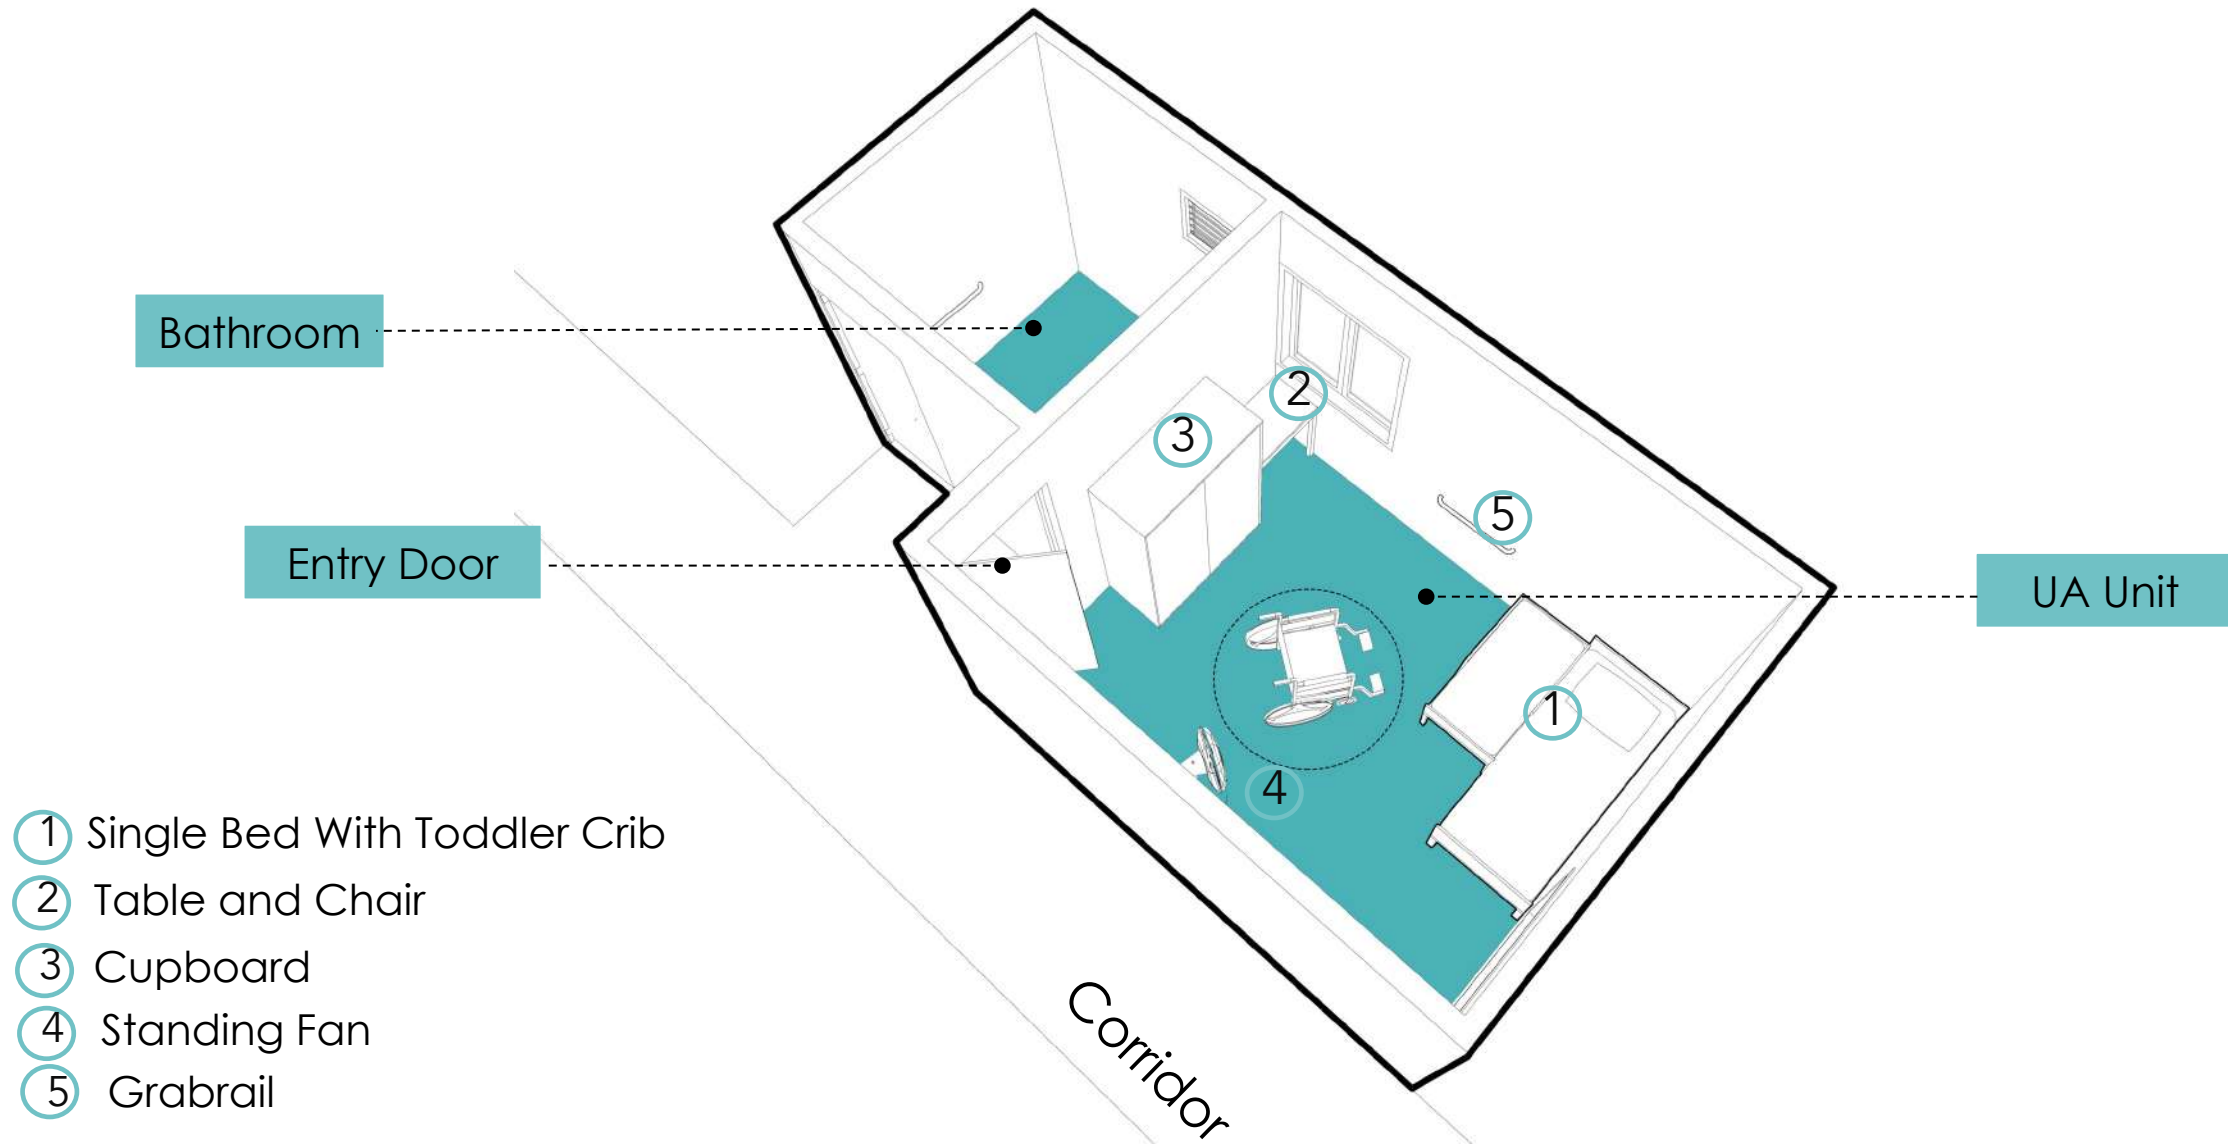 Bathroom
2
3
5
Entry Door
UA Unit
1
4
1 Single Bed With Toddler Crib
2 Table and Chair
3 Cupboard
4 Standing Fan
5 Grabrail
Corridor